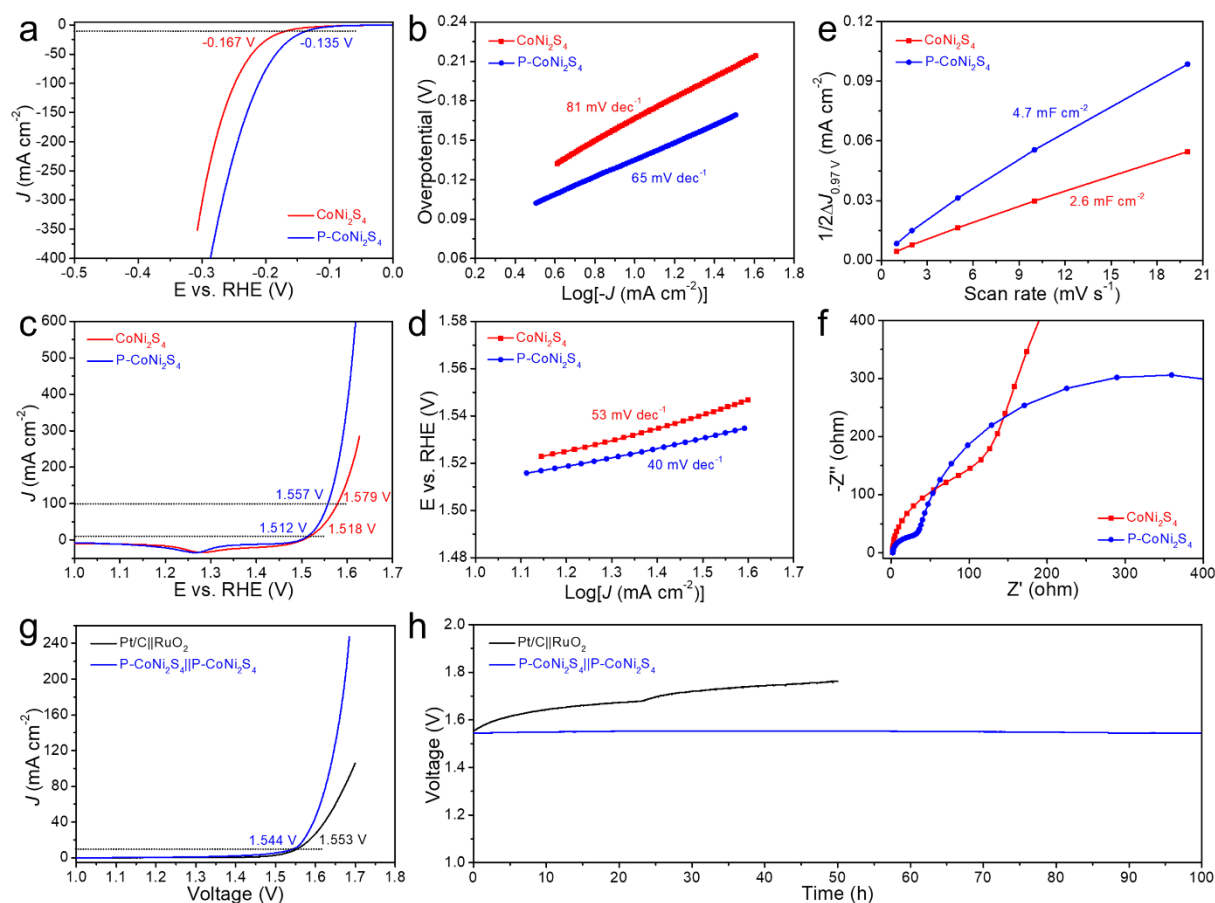 a
0
-50
-100
-150
-200
-250
-300
-350
-400
J (mA cm⁻²)
-0.167 V
-0.135 V
CoNi₂S₄
P-CoNi₂S₄
-0.5
-0.4
-0.3
-0.2
-0.1
0.0
E vs. RHE (V)
b
0.24
0.21
0.18
0.15
0.12
0.09
0.06
Overpotential (V)
CoNi₂S₄
P-CoNi₂S₄
81 mV dec⁻¹
65 mV dec⁻¹
0.2
0.4
0.6
0.8
1.0
1.2
1.4
1.6
1.8
Log[-J (mA cm⁻²)]
e
0.12
0.09
0.06
0.03
0.00
1/2ΔJ₀.₉₇ ᵥ (mA cm⁻²)
CoNi₂S₄
P-CoNi₂S₄
4.7 mF cm⁻²
2.6 mF cm⁻²
3
6
9
12
15
18
21
Scan rate (mV s⁻¹)
c
600
500
400
300
200
100
0
J (mA cm⁻²)
CoNi₂S₄
P-CoNi₂S₄
1.557 V
1.579 V
1.512 V
1.518 V
1.0
1.1
1.2
1.3
1.4
1.5
1.6
1.7
E vs. RHE (V)
d
1.58
1.56
1.54
1.52
1.50
1.48
E vs. RHE (V)
CoNi₂S₄
P-CoNi₂S₄
53 mV dec⁻¹
40 mV dec⁻¹
1.0
1.1
1.2
1.3
1.4
1.5
1.6
1.7
Log[J (mA cm⁻²)]
f
400
300
200
100
0
-Z'' (ohm)
CoNi₂S₄
P-CoNi₂S₄
0
100
200
300
400
Z' (ohm)
g
240
200
160
120
80
40
0
J (mA cm⁻²)
Pt/C||RuO₂
P-CoNi₂S₄||P-CoNi₂S₄
1.544 V
1.553 V
1.0
1.1
1.2
1.3
1.4
1.5
1.6
1.7
1.8
Voltage (V)
h
2.0
1.8
1.6
1.4
1.2
1.0
Voltage (V)
Pt/C||RuO₂
P-CoNi₂S₄||P-CoNi₂S₄
0
10
20
30
40
50
60
70
80
90
100
Time (h)